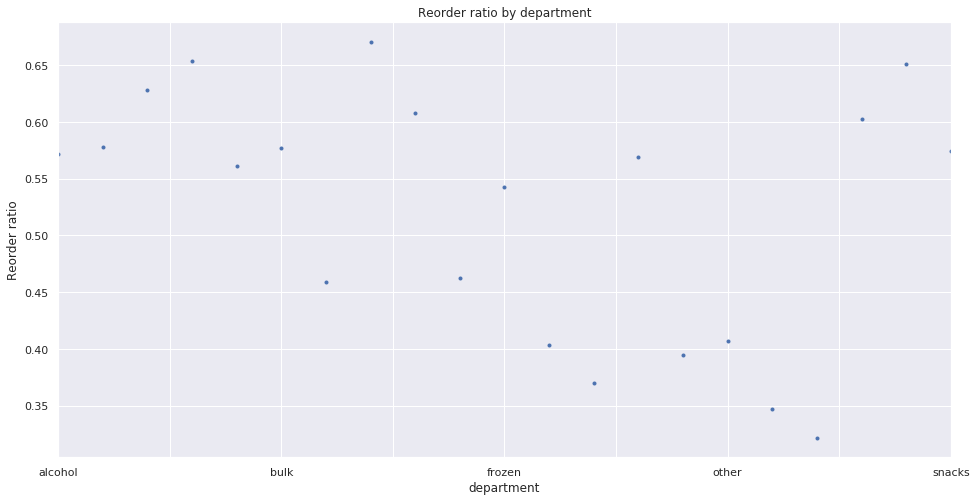 Reorder ratio by department
Reorder ratio
0.65
0.60
0.55
0.50
0.45
0.40
0.35
alcohol bulk frozen other snacks
department